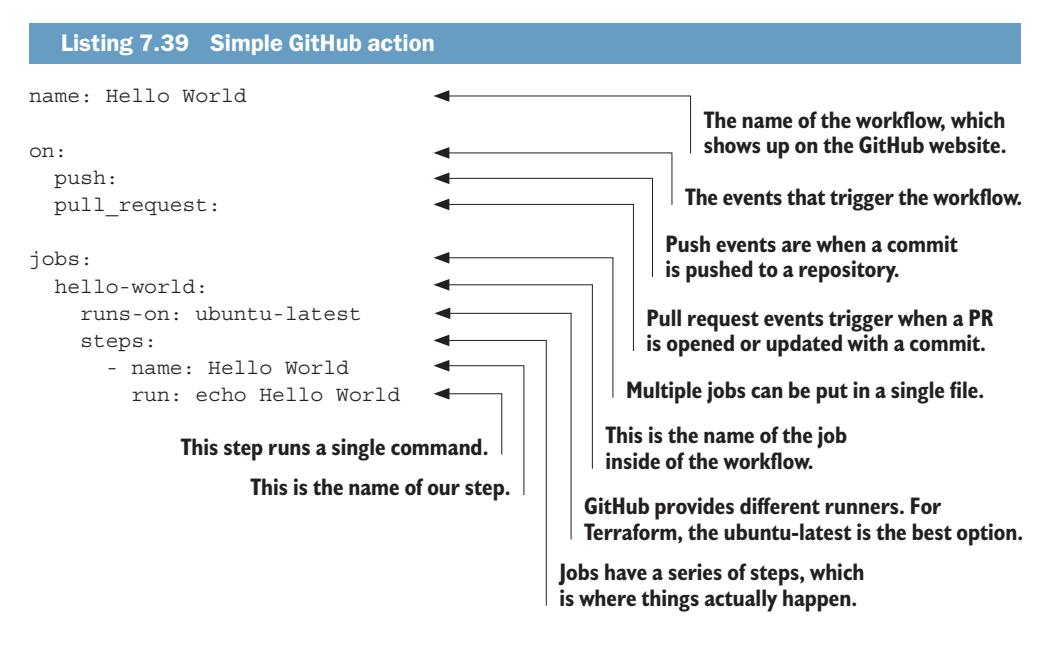 Listing 7.39 Simple GitHub action
name: Hello World
The name of the workflow, which
shows up on the GitHub website.
on:
push:
The events that trigger the workflow.
pull_request:
Push events are when a commit
is pushed to a repository.
jobs:
hello-world:
runs-on: ubuntu-latest
Pull request events trigger when a PR
is opened or updated with a commit.
steps:
- name: Hello World
Multiple jobs can be put in a single file.
run: echo Hello World
This step runs a single command.
This is the name of the job
inside of the workflow.
This is the name of our step.
GitHub provides different runners. For
Terraform, the ubuntu-latest is the best option.
Jobs have a series of steps, which
is where things actually happen.